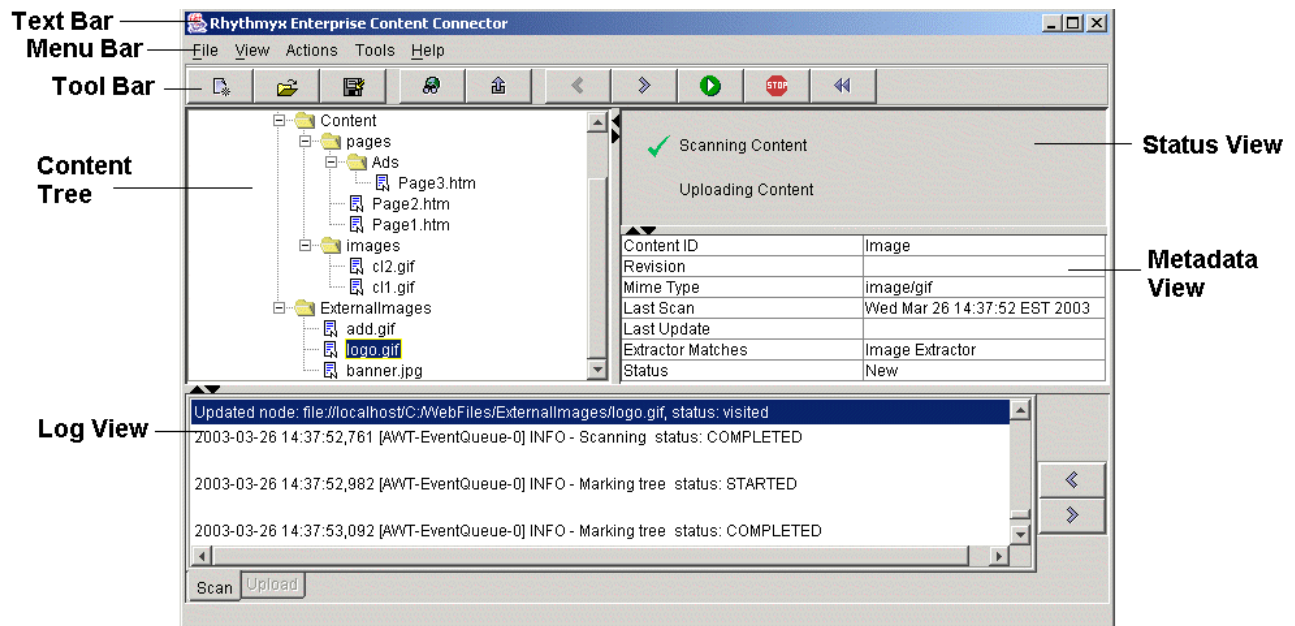 Text Bar
Rhythmyx Enterprise Content Connector
Menu Bar
File View Actions Tools Help
Tool Bar
STOP
Content Tree
Content
pages
Ads
Page3.htm
Page2.htm
Page1.htm
images
cl2.gif
cl1.gif
ExternalImages
add.gif
logo.gif
banner.jpg
Scanning Content
Uploading Content
Status View
Content ID Image
Revision
Mime Type image/gif
Last Scan Wed Mar 26 14:37:52 EST 2003
Last Update
Extractor Matches Image Extractor
Status New
Metadata
View
Log View
Updated node: file://localhost/C:/WebFiles/ExternalImages/logo.gif, status: visited
2003-03-26 14:37:52,761 [AWT-EventQueue-0] INFO - Scanning status: COMPLETED
2003-03-26 14:37:52,982 [AWT-EventQueue-0] INFO - Marking tree status: STARTED
2003-03-26 14:37:53,092 [AWT-EventQueue-0] INFO - Marking tree status: COMPLETED
Scan Upload